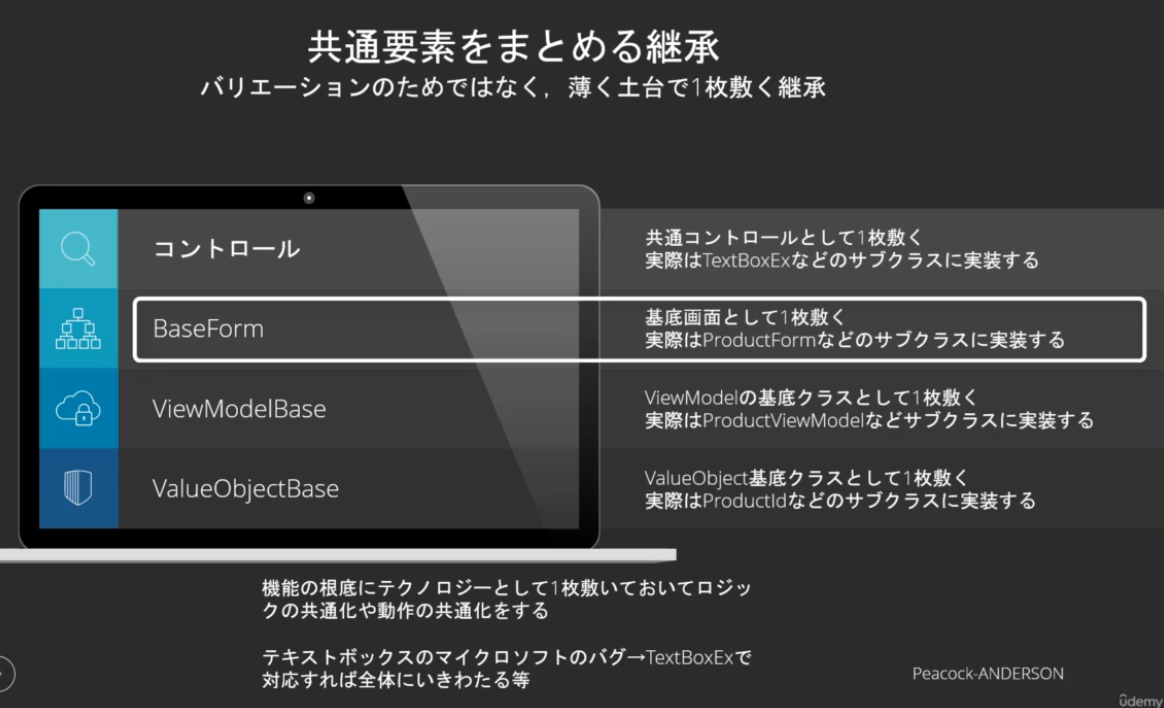 共通要素をまとめる継承
バリエーションのためではなく，薄く土台で1枚敷く継承
コントロール
共通コントロールとして1枚敷く
実際はTextBoxExなどのサブクラスに実装する
BaseForm
基底画面として1枚敷く
実際はProductFormなどのサブクラスに実装する
ViewModelBase
ViewModelの基底クラスとして1枚敷く
実際はProductViewModelなどサブクラスに実装する
ValueObjectBase
ValueObject基底クラスとして1枚敷く
実際はProductIdなどのサブクラスに実装する
機能の根底にテクノロジーとして1枚敷いておいてロジッ
クの共通化や動作の共通化をする
テキストボックスのマイクロソフトのバグ→TextBoxExで
対応すれば全体にいきわたる等
Peacock-ANDERSON
ûdemy